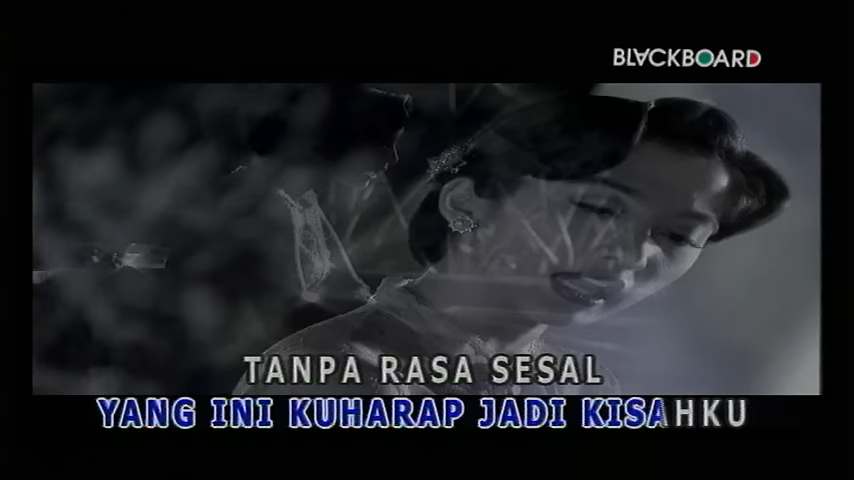 BLACKBOARD
TANPA RASA SESAL
YANG INI KUHARAP JADI KISAHKU